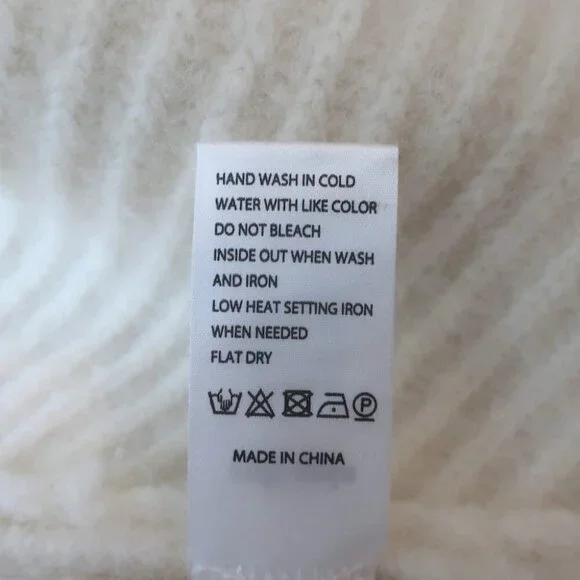 HAND WASH IN COLD
WATER WITH LIKE COLOR
DO NOT BLEACH
INSIDE OUT WHEN WASH
AND IRON
LOW HEAT SETTING IRON
WHEN NEEDED
FLAT DRY
P
MADE IN CHINA